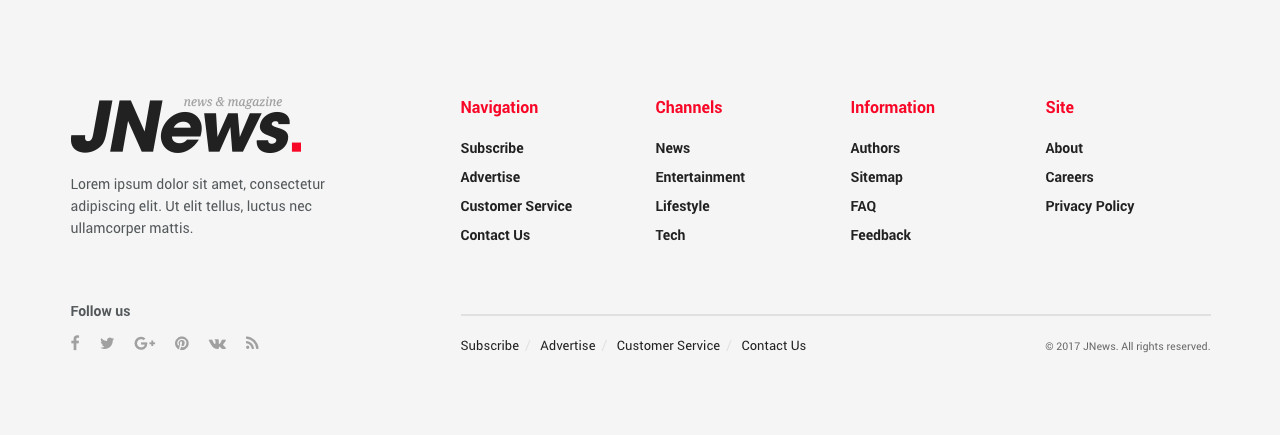 news & magazine
JNews.
Lorem ipsum dolor sit amet, consectetur
adipiscing elit. Ut elit tellus, luctus nec
ullamcorper mattis.
Follow us
Navigation
Subscribe
Advertise
Customer Service
Contact Us
Channels
News
Entertainment
Lifestyle
Tech
Information
Authors
Sitemap
FAQ
Feedback
Site
About
Careers
Privacy Policy
Subscribe / Advertise / Customer Service / Contact Us
© 2017 JNews. All rights reserved.